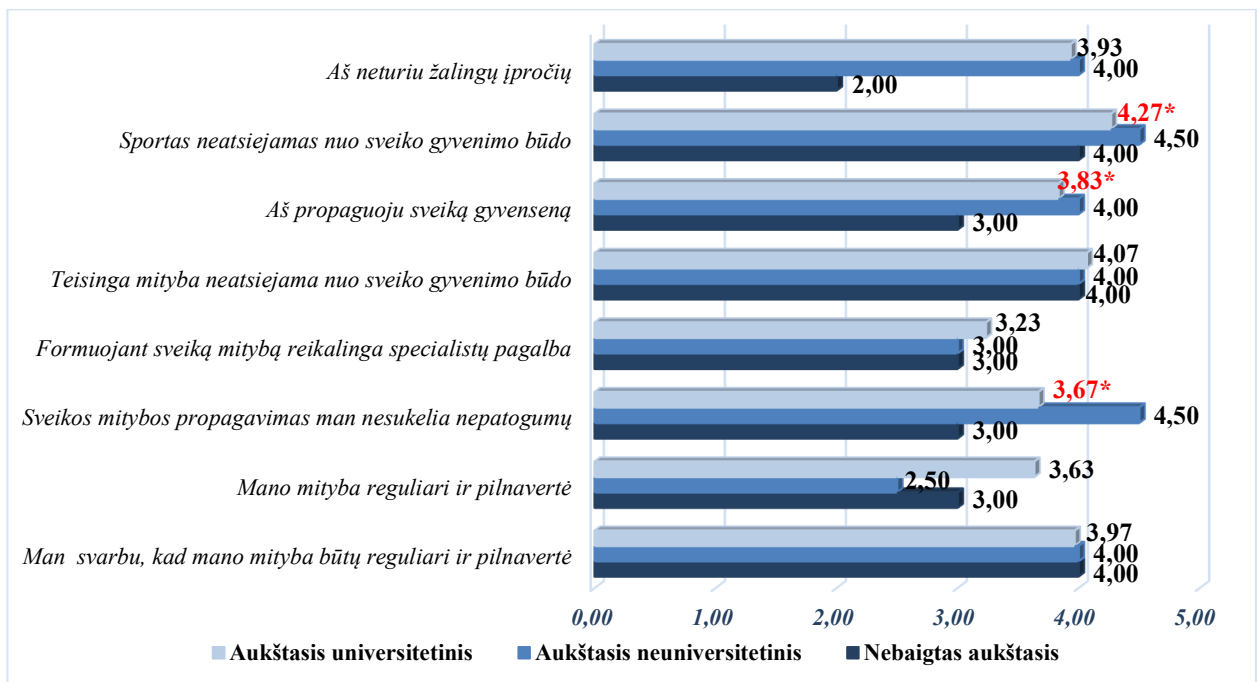 Aš neturiu žalingų įpročių
3,93
4,00
2,00
Sportas neatsiejamas nuo sveiko gyvenimo būdo
4,27*
4,50
4,00
Aš propaguoju sveiką gyvenseną
3,83*
4,00
3,00
Teisinga mityba neatsiejama nuo sveiko gyvenimo būdo
4,07
4,00
4,00
Formuojant sveiką mitybą reikalinga specialistų pagalba
3,23
3,00
3,00
Sveikos mitybos propagavimas man nesukelia nepatogumų
3,67*
4,50
3,00
Mano mityba reguliari ir pilnavertė
3,63
2,50
3,00
Man  svarbu, kad mano mityba būtų reguliari ir pilnavertė
3,97
4,00
4,00
0,00 1,00 2,00 3,00 4,00 5,00
Aukštasis universitetinis Aukštasis neuniversitetinis Nebaigtas aukštasis